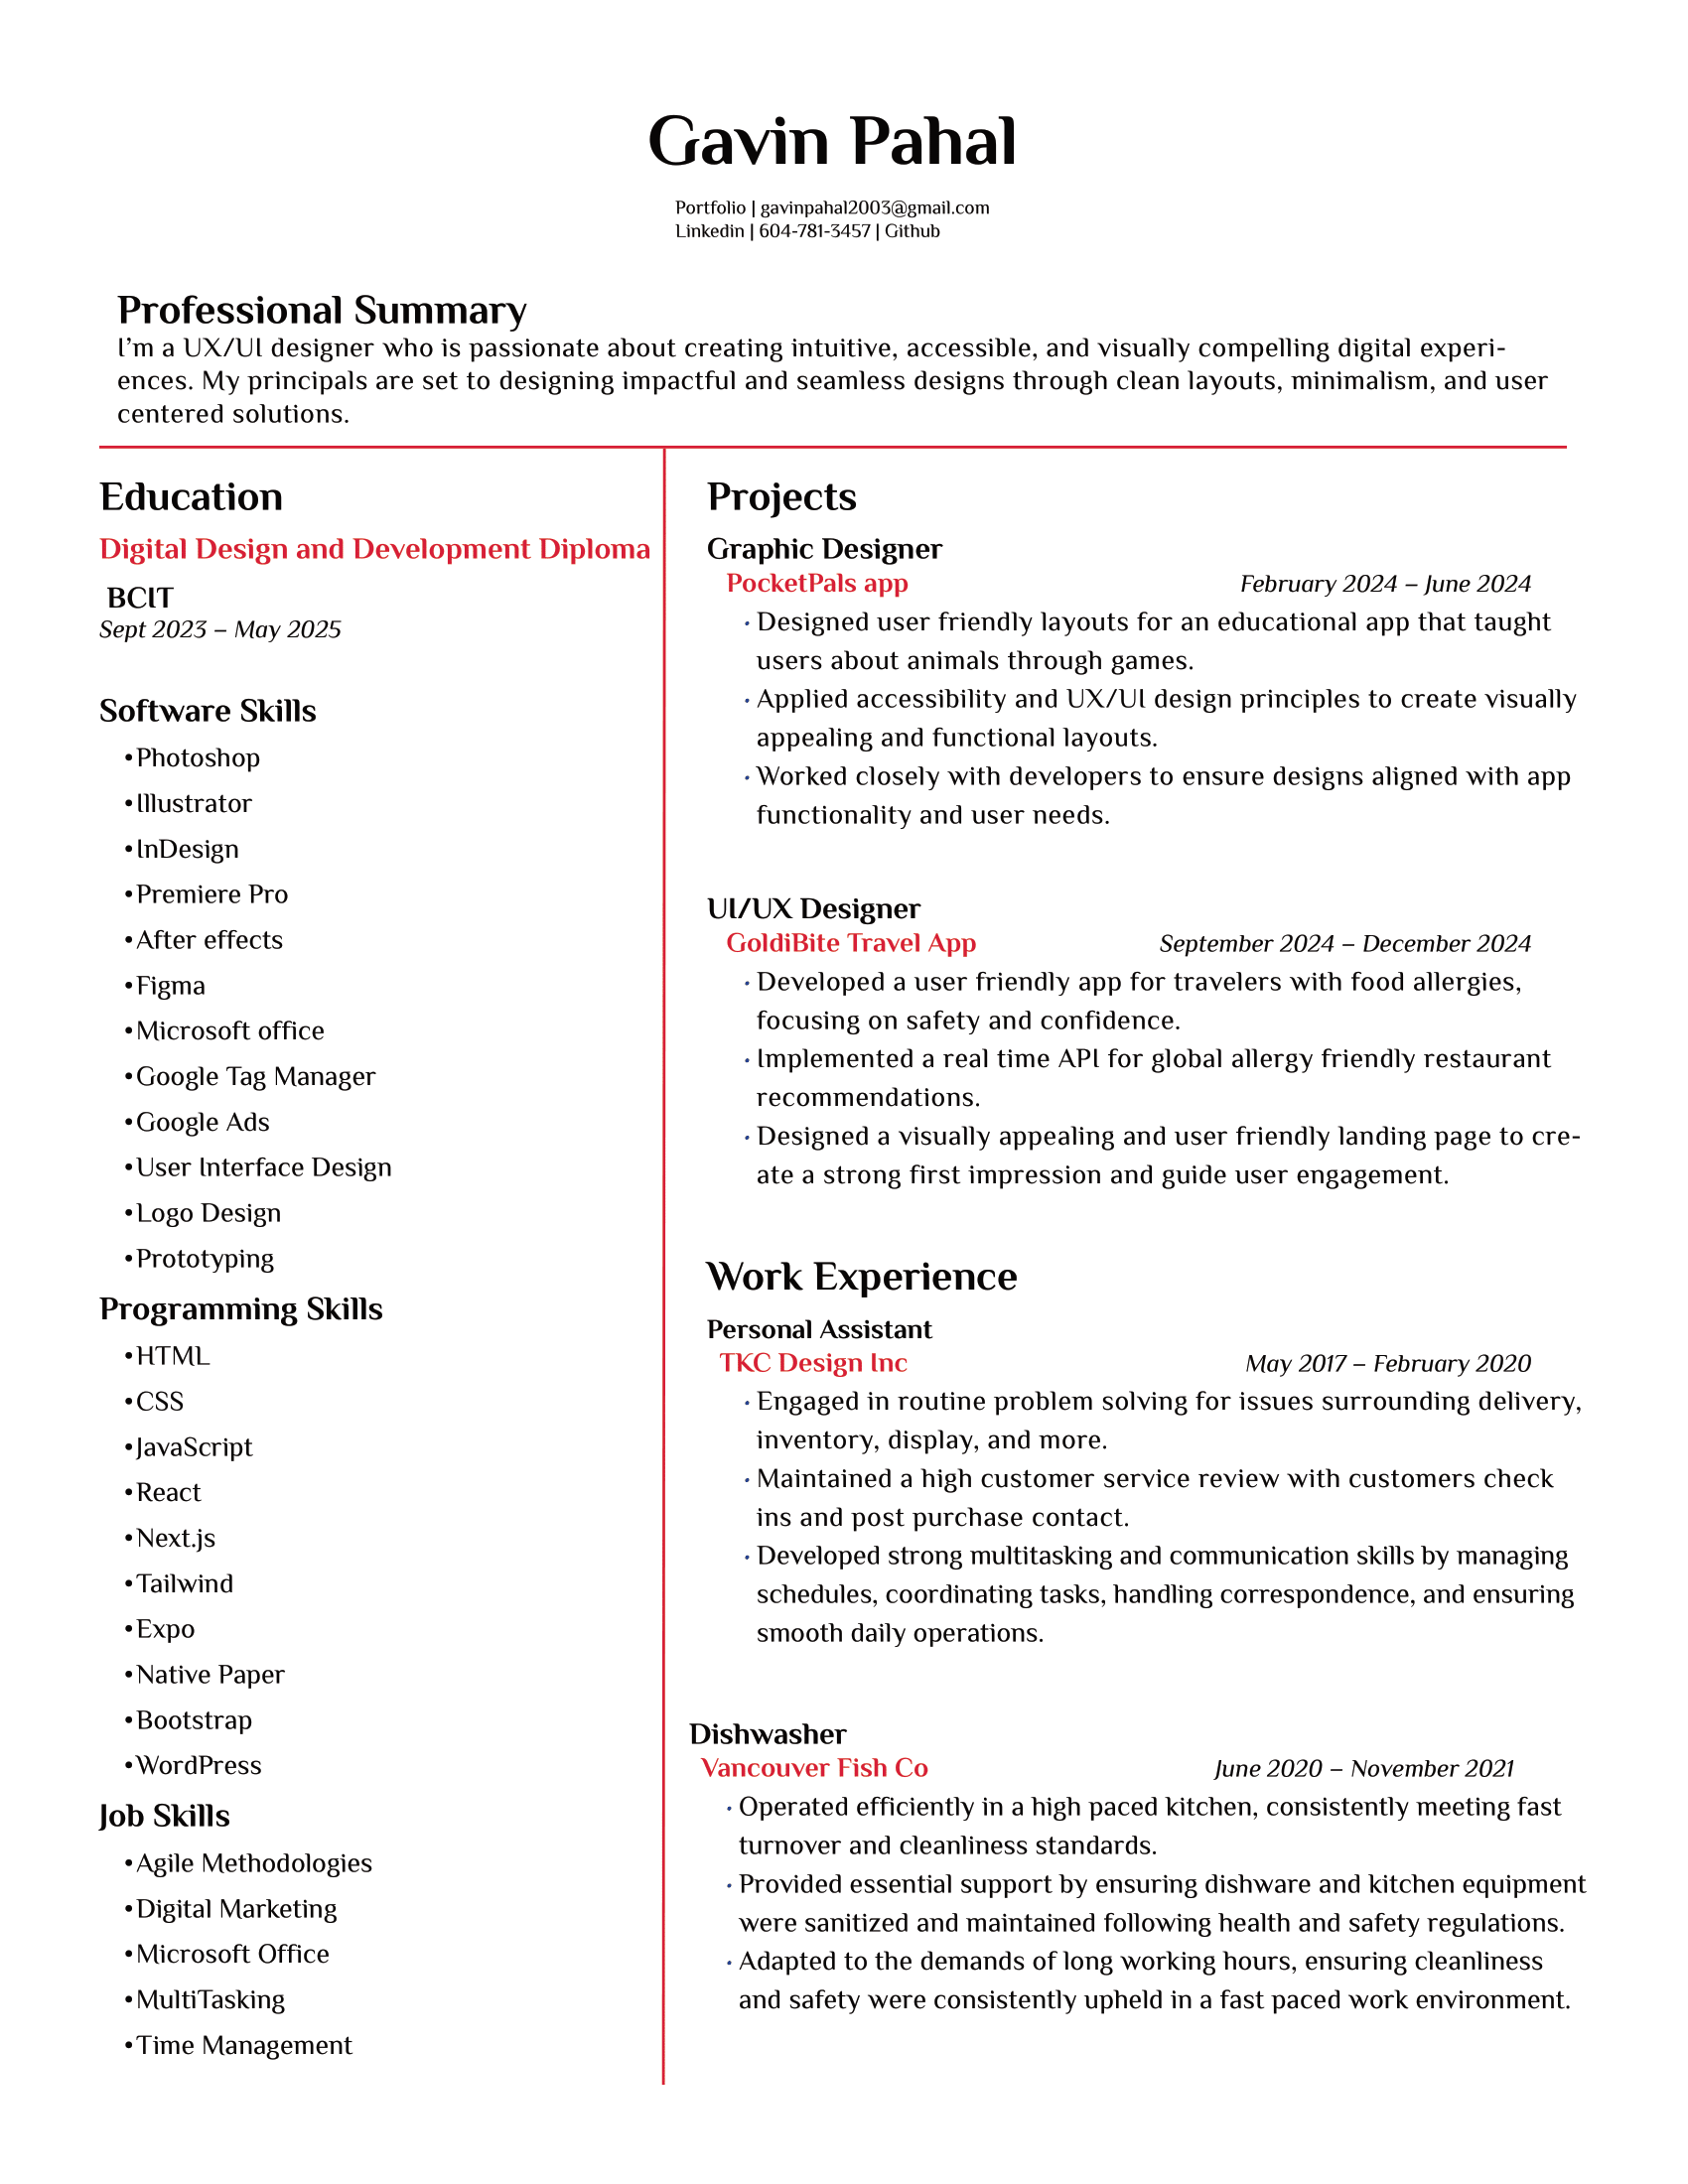 Gavin Pahal
Portfolio | gavinpahal2003@gmail.com
Linkedin | 604-781-3457 | Github
Professional Summary
I'm a UX/UI designer who is passionate about creating intuitive, accessible, and visually compelling digital experi-
ences. My principals are set to designing impactful and seamless designs through clean layouts, minimalism, and user
centered solutions.
Education
Digital Design and Development Diploma
BCIT
Sept 2023 – May 2025
Software Skills
•Photoshop
•Illustrator
•InDesign
•Premiere Pro
•After effects
•Figma
•Microsoft office
•Google Tag Manager
•Google Ads
•User Interface Design
•Logo Design
•Prototyping
Programming Skills
•HTML
•CSS
•JavaScript
•React
•Next.js
•Tailwind
•Expo
•Native Paper
•Bootstrap
•WordPress
Job Skills
•Agile Methodologies
•Digital Marketing
•Microsoft Office
•MultiTasking
•Time Management
Projects
Graphic Designer
PocketPals app February 2024 – June 2024
• Designed user friendly layouts for an educational app that taught
users about animals through games.
• Applied accessibility and UX/UI design principles to create visually
appealing and functional layouts.
• Worked closely with developers to ensure designs aligned with app
functionality and user needs.
UI/UX Designer
GoldiBite Travel App September 2024 – December 2024
• Developed a user friendly app for travelers with food allergies,
focusing on safety and confidence.
• Implemented a real time API for global allergy friendly restaurant
recommendations.
• Designed a visually appealing and user friendly landing page to cre-
ate a strong first impression and guide user engagement.
Work Experience
Personal Assistant
TKC Design Inc May 2017 – February 2020
• Engaged in routine problem solving for issues surrounding delivery,
inventory, display, and more.
• Maintained a high customer service review with customers check
ins and post purchase contact.
• Developed strong multitasking and communication skills by managing
schedules, coordinating tasks, handling correspondence, and ensuring
smooth daily operations.
Dishwasher
Vancouver Fish Co June 2020 – November 2021
• Operated efficiently in a high paced kitchen, consistently meeting fast
turnover and cleanliness standards.
• Provided essential support by ensuring dishware and kitchen equipment
were sanitized and maintained following health and safety regulations.
• Adapted to the demands of long working hours, ensuring cleanliness
and safety were consistently upheld in a fast paced work environment.